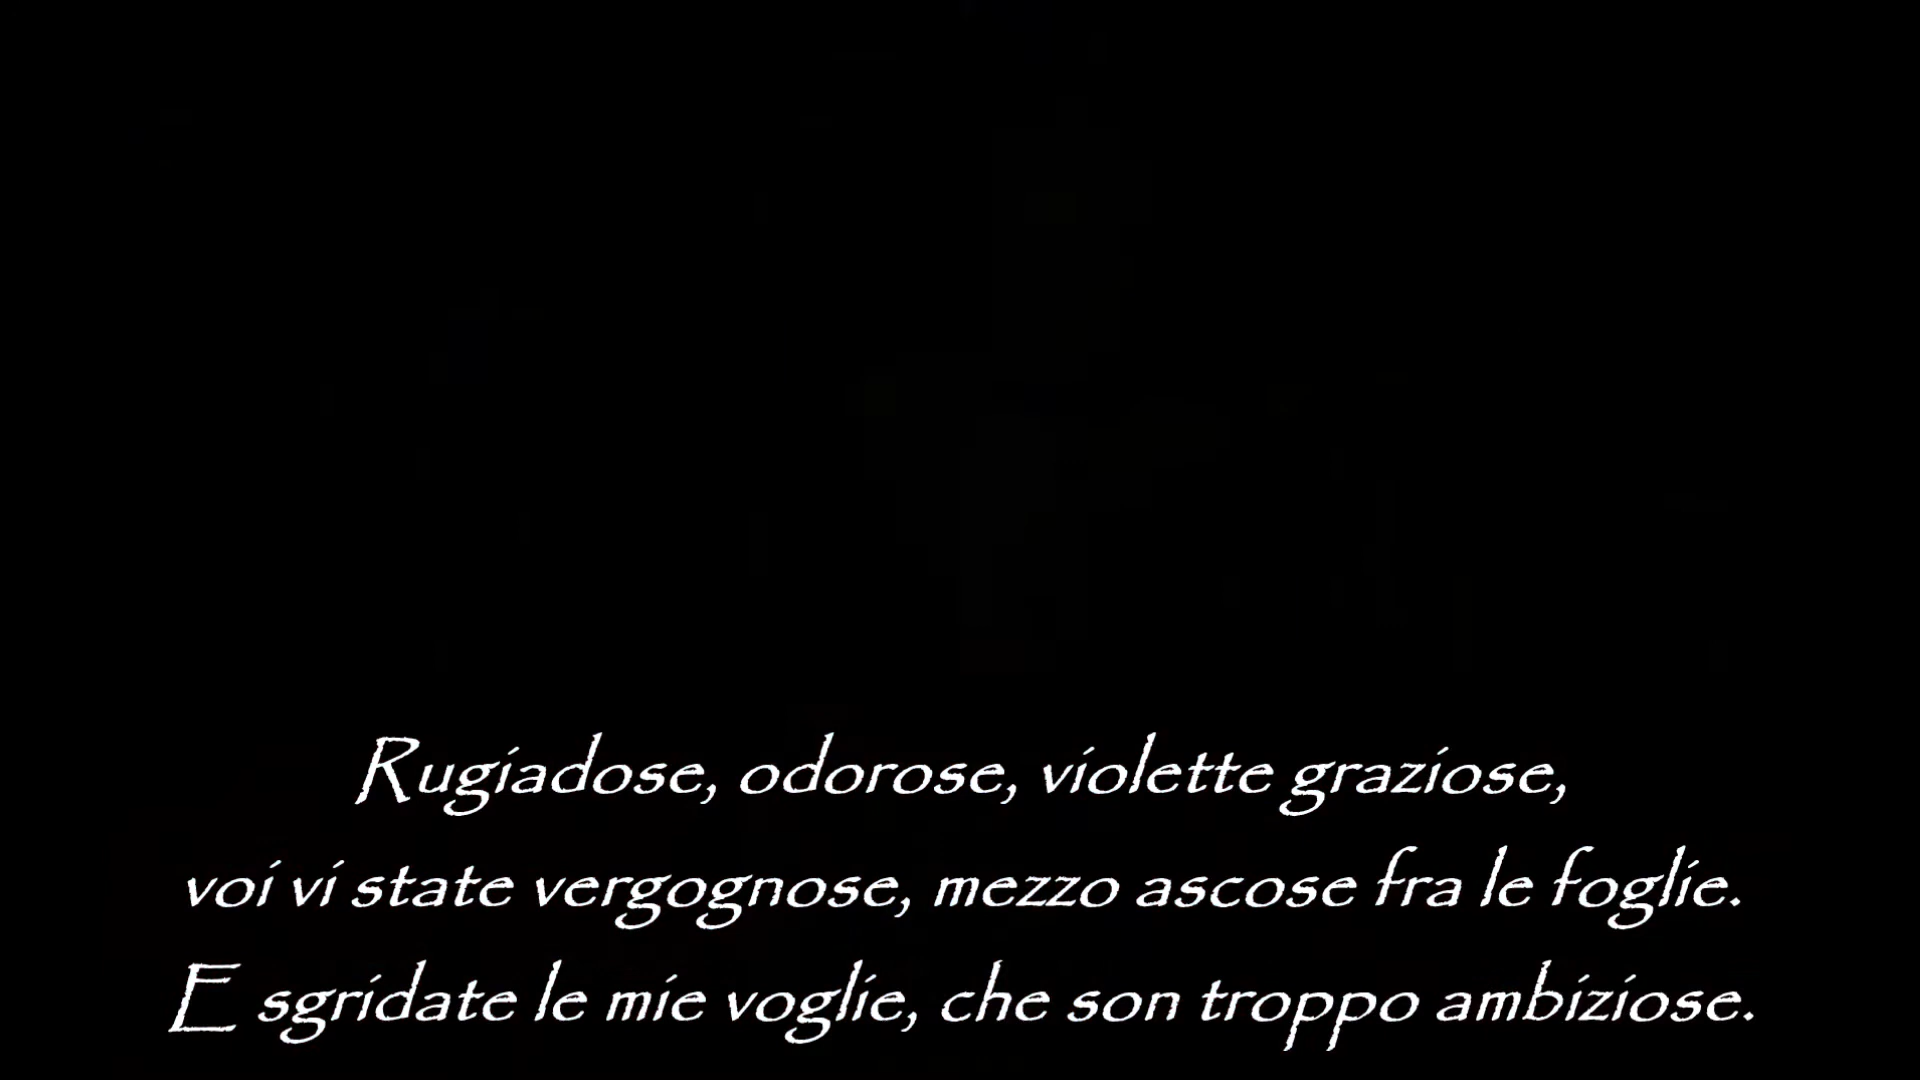 Rugiadose, odorose, violette graziose,
voi vi state vergognose, mezzo ascose fra le foglie.
E sgridate le mie voglie, che son troppo ambiziose.